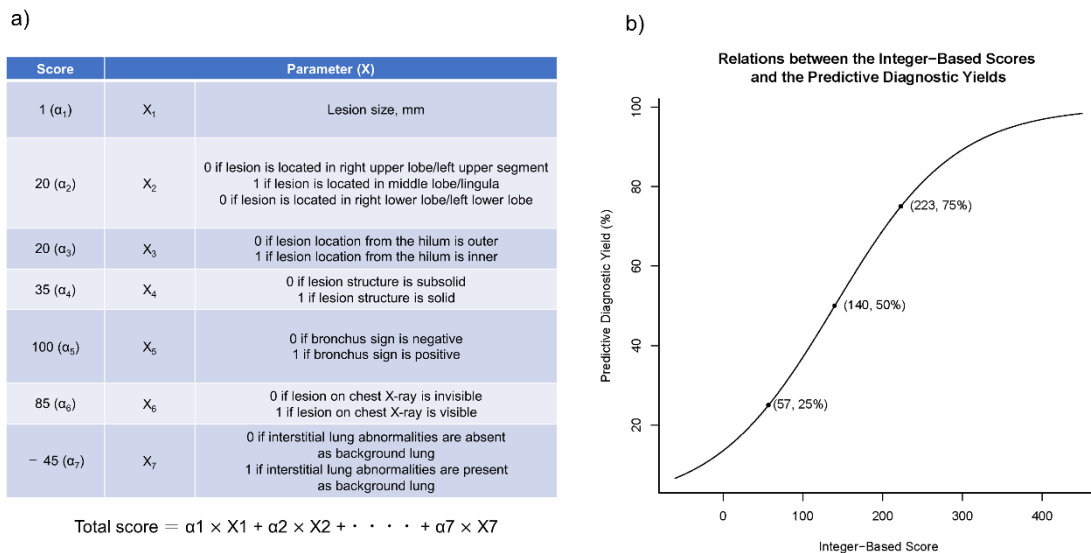 a)
Score Parameter (X)
1 (α₁) X₁ Lesion size, mm
20 (α₂) X₂ 0 if lesion is located in right upper lobe/left upper segment
1 if lesion is located in middle lobe/lingula
0 if lesion is located in right lower lobe/left lower lobe
20 (α₃) X₃ 0 if lesion location from the hilum is outer
1 if lesion location from the hilum is inner
35 (α₄) X₄ 0 if lesion structure is subsolid
1 if lesion structure is solid
100 (α₅) X₅ 0 if bronchus sign is negative
1 if bronchus sign is positive
85 (α₆) X₆ 0 if lesion on chest X-ray is invisible
1 if lesion on chest X-ray is visible
− 45 (α₇) X₇ 0 if interstitial lung abnormalities are absent
as background lung
1 if interstitial lung abnormalities are present
as background lung
Total score = α1 × X1 + α2 × X2 + ・ ・ ・ ・ + α7 × X7
b)
Relations between the Integer−Based Scores
and the Predictive Diagnostic Yields
Predictive Diagnostic Yield (%)
100
80
60
40
20
(223, 75%)
(140, 50%)
(57, 25%)
0 100 200 300 400
Integer−Based Score